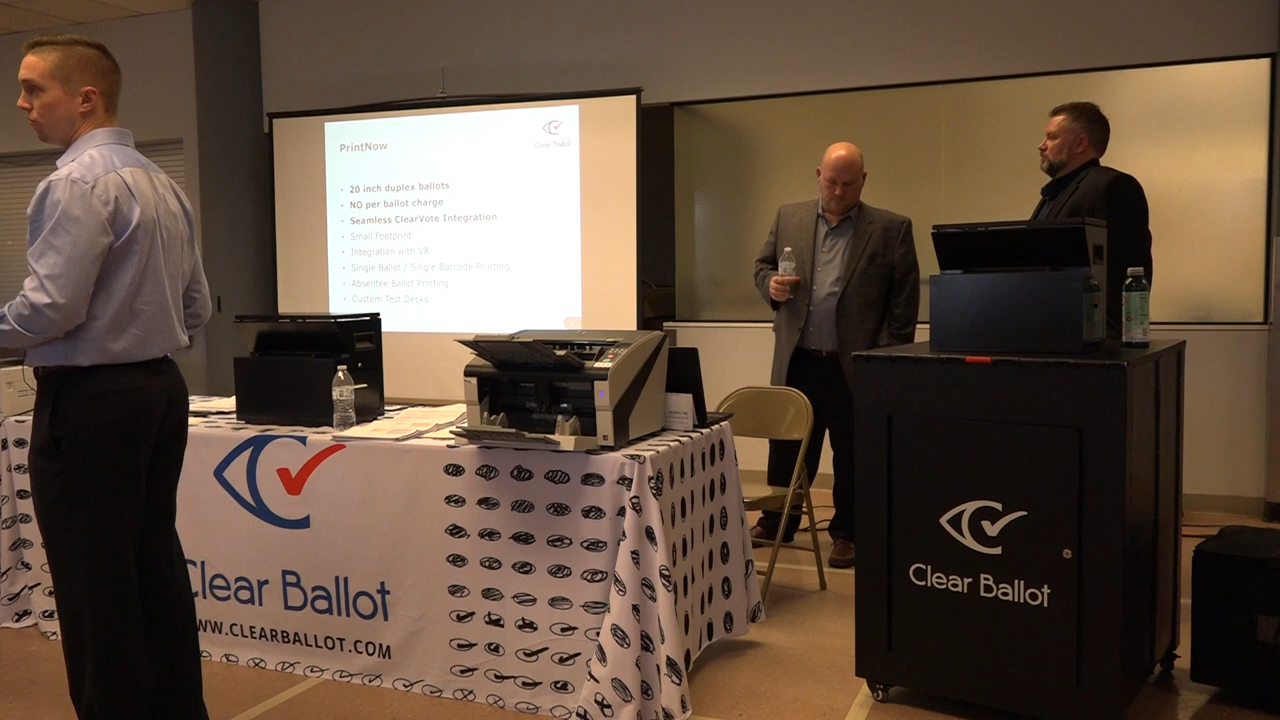 PrintNow
Clear Ballot
• 20 inch duplex ballots
• NO per ballot charge
• Seamless ClearVote Integration
• Small Footprint
• Integration with VR
• Single Ballot / Single Barcode Printing
• Absentee Ballot Printing
• Custom Test Decks
Clear Ballot
WWW.CLEARBALLOT.COM
Clear Ballot